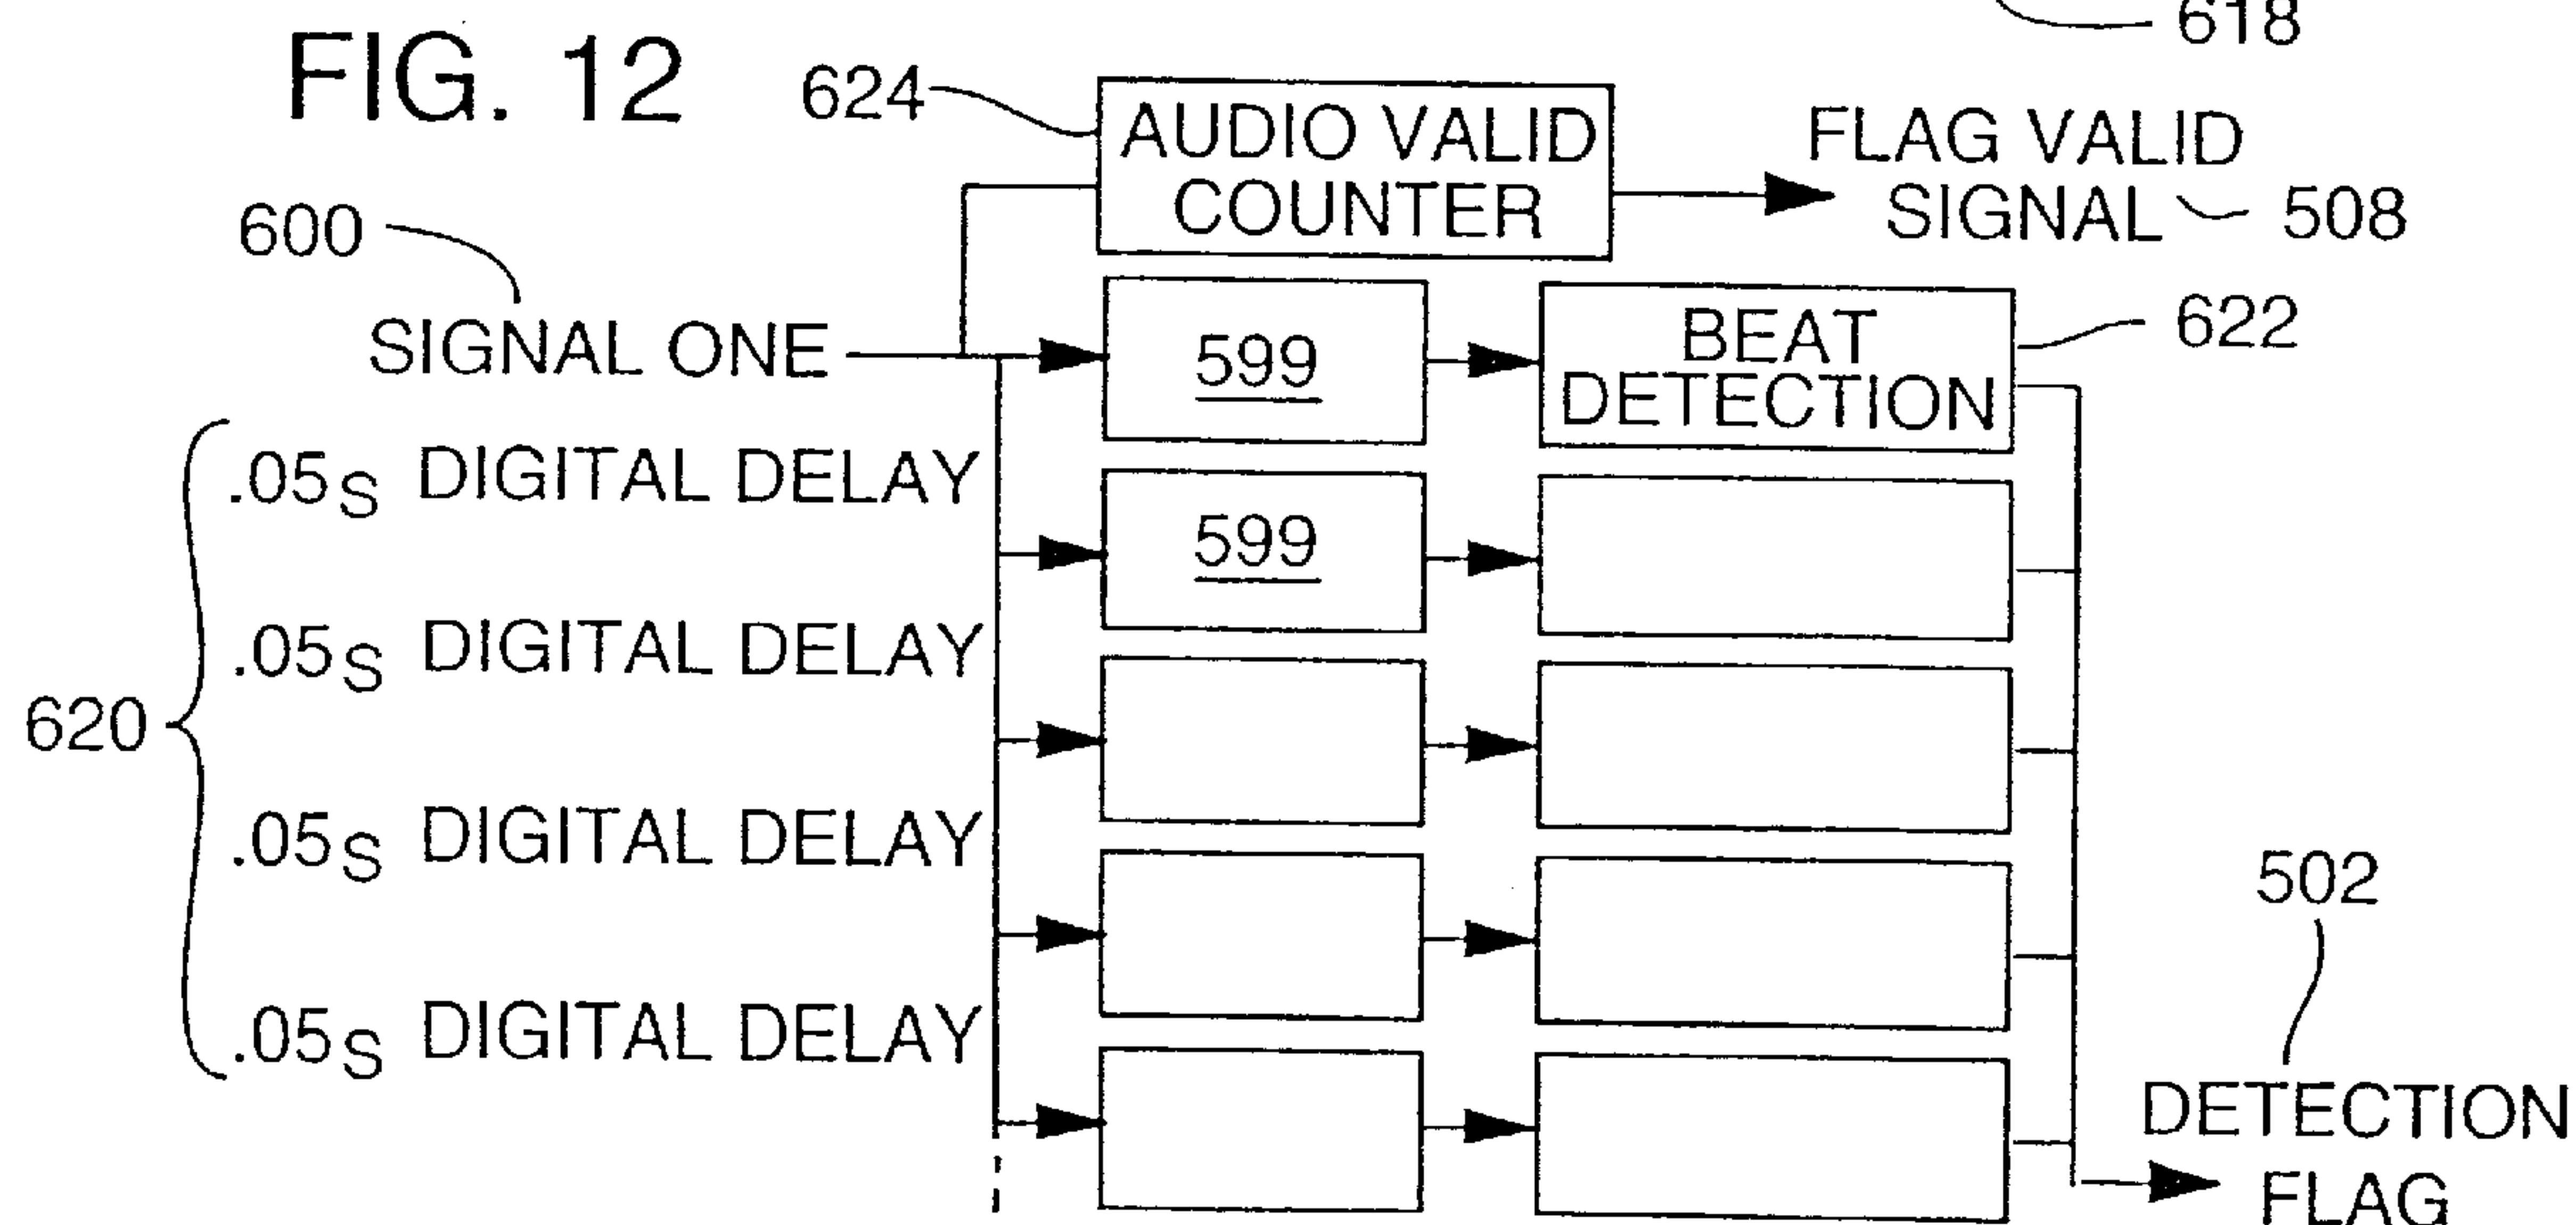 618
FIG. 12
624
AUDIO VALID
COUNTER
FLAG VALID
SIGNAL
508
600
SIGNAL ONE
599
BEAT
DETECTION
622
.05s DIGITAL DELAY
599
.05s DIGITAL DELAY
620
.05s DIGITAL DELAY
502
.05s DIGITAL DELAY
DETECTION
FLAG